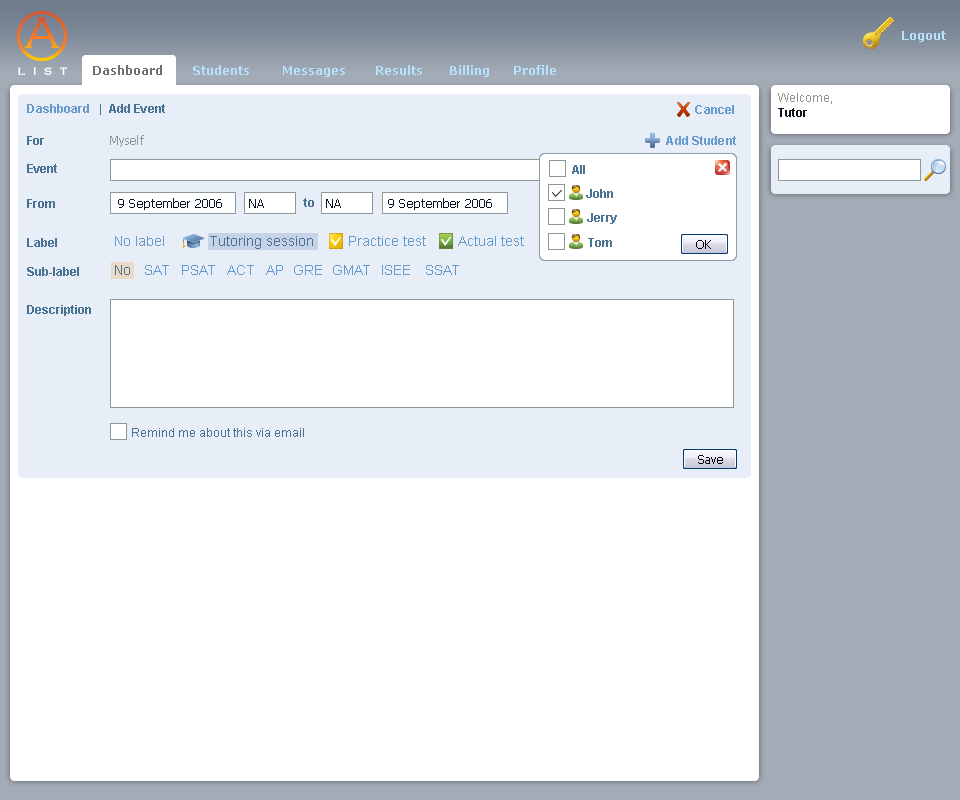 A
LIST
Logout
Dashboard Students Messages Results Billing Profile
Dashboard | Add Event Cancel
Welcome,
Tutor
For Myself Add Student
Event
All
John
Jerry
Tom
OK
From 9 September 2006 NA to NA 9 September 2006
Label No label Tutoring session Practice test Actual test
Sub-label No SAT PSAT ACT AP GRE GMAT ISEE SSAT
Description
Remind me about this via email
Save